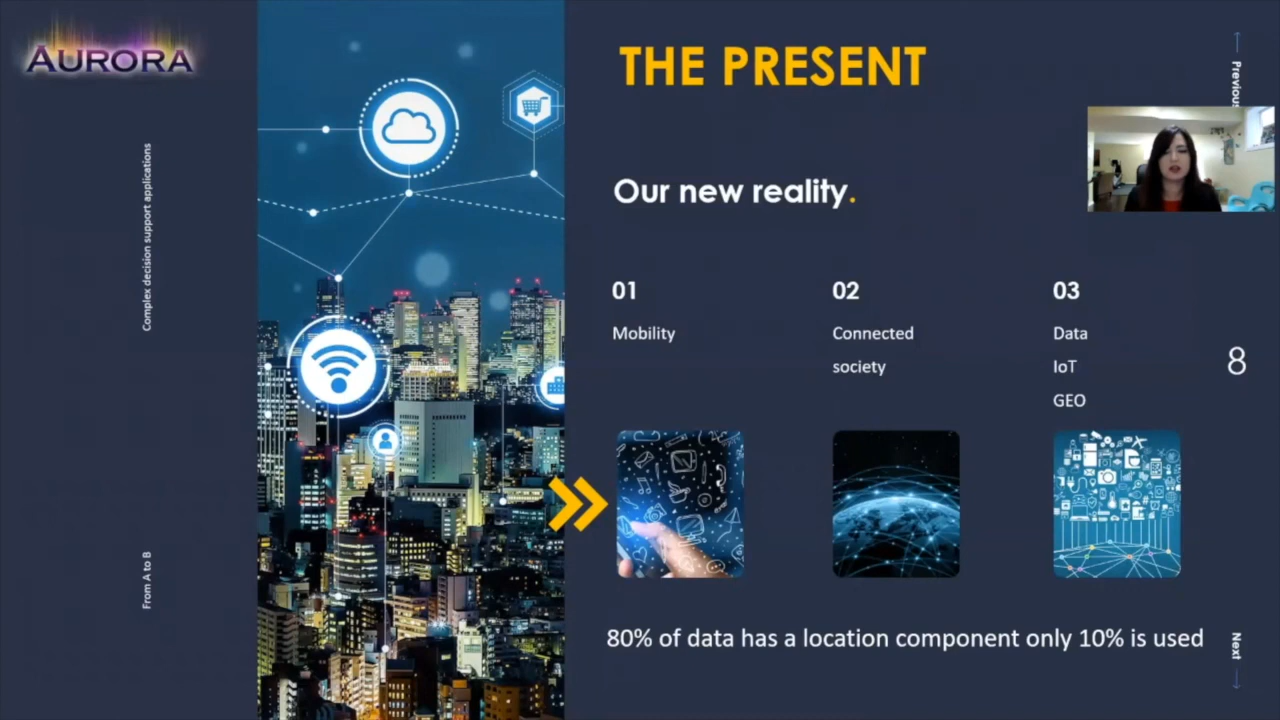 AURORA
Complex decision support applications
From A to B
THE PRESENT
Our new reality.
01
Mobility
02
Connected
society
03
Data
IoT
GEO
80% of data has a location component only 10% is used
Previous
8
Next